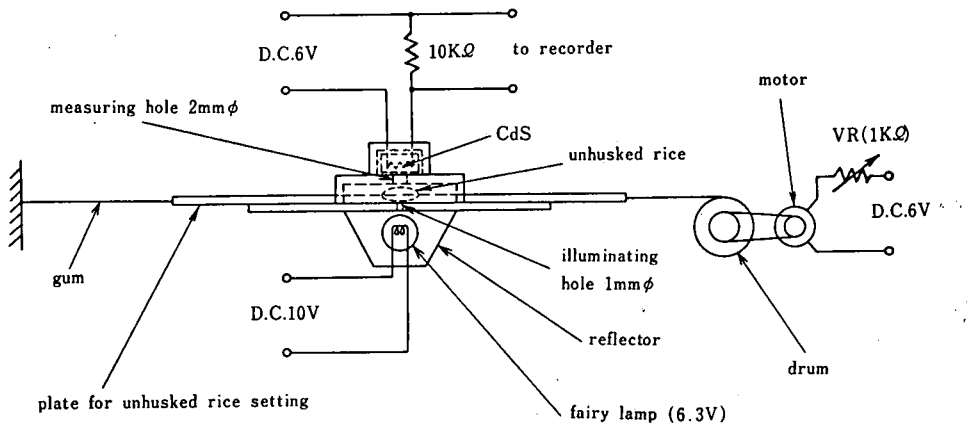 D.C.6V
10KΩ
to recorder
measuring hole 2mmφ
CdS
unhusked rice
motor
VR(1KΩ)
D.C.6V
gum
D.C.10V
illuminating
hole 1mmφ
reflector
drum
plate for unhusked rice setting
fairy lamp (6.3V)